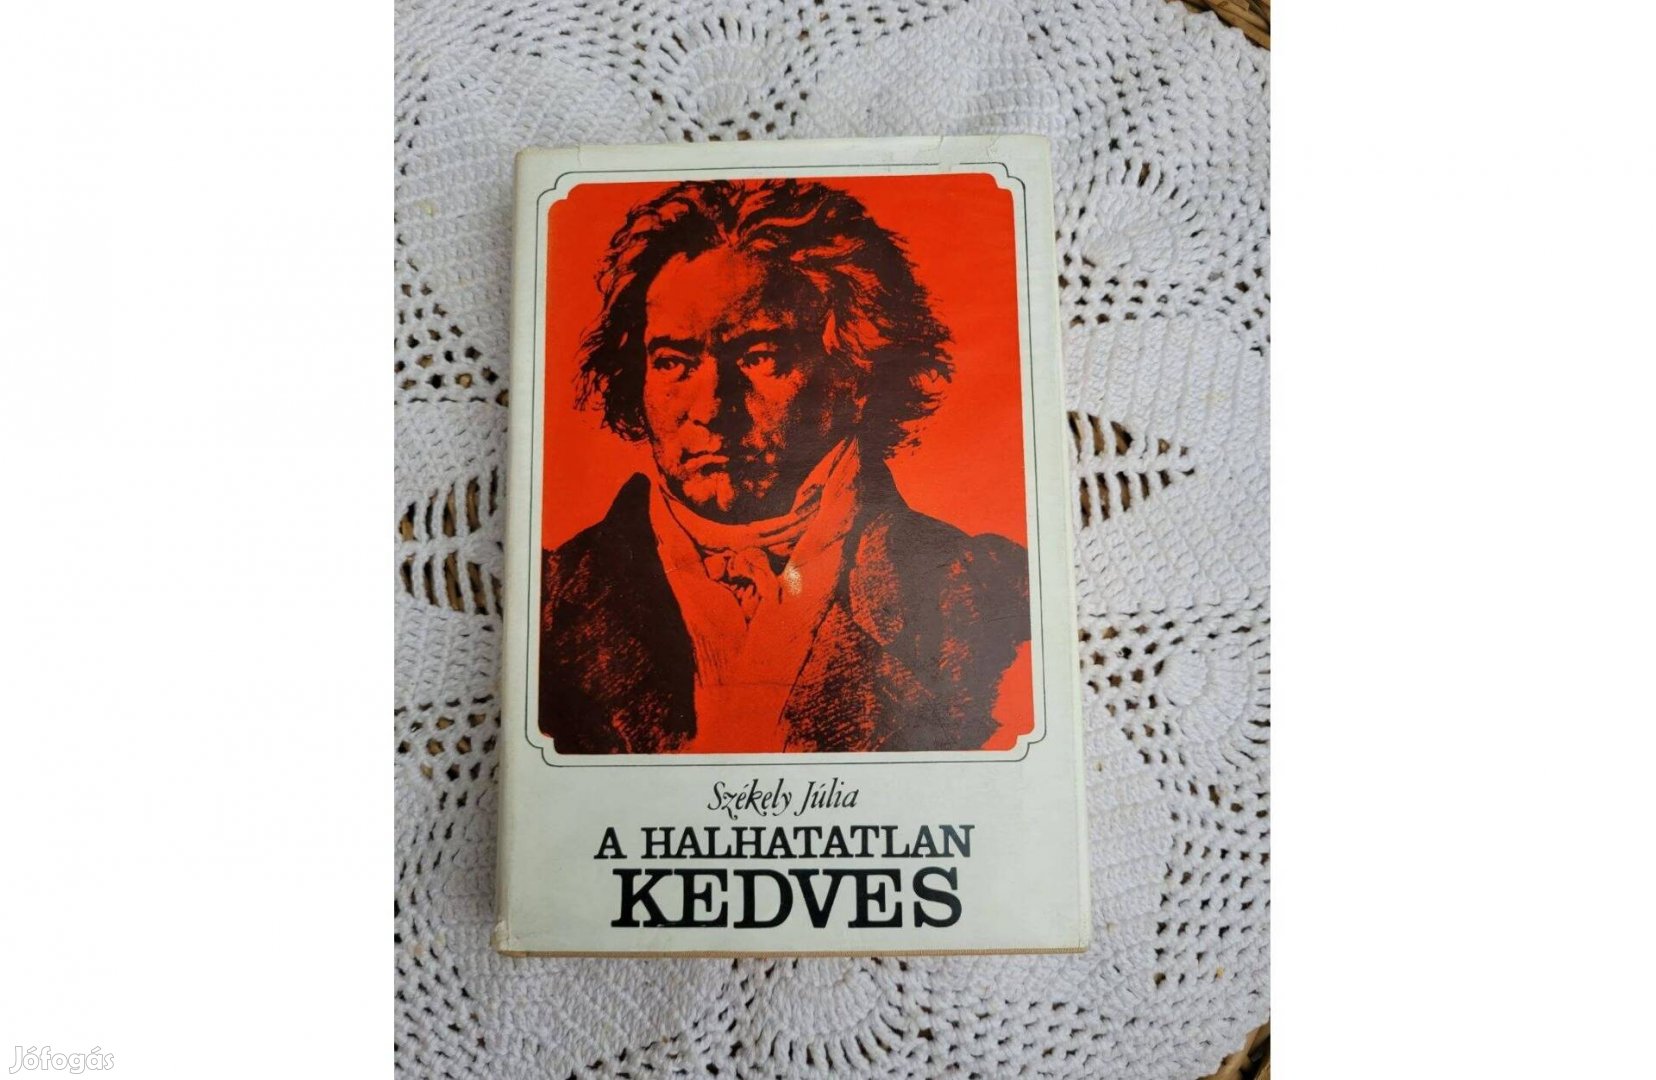 Székely Júlia
A HALHATATLAN
KEDVES
Jófogás